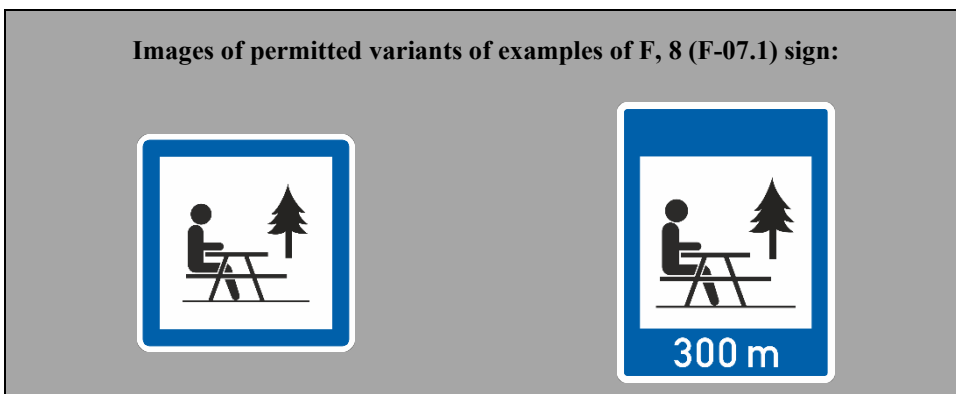 Images of permitted variants of examples of F, 8 (F-07.1) sign:
300 m